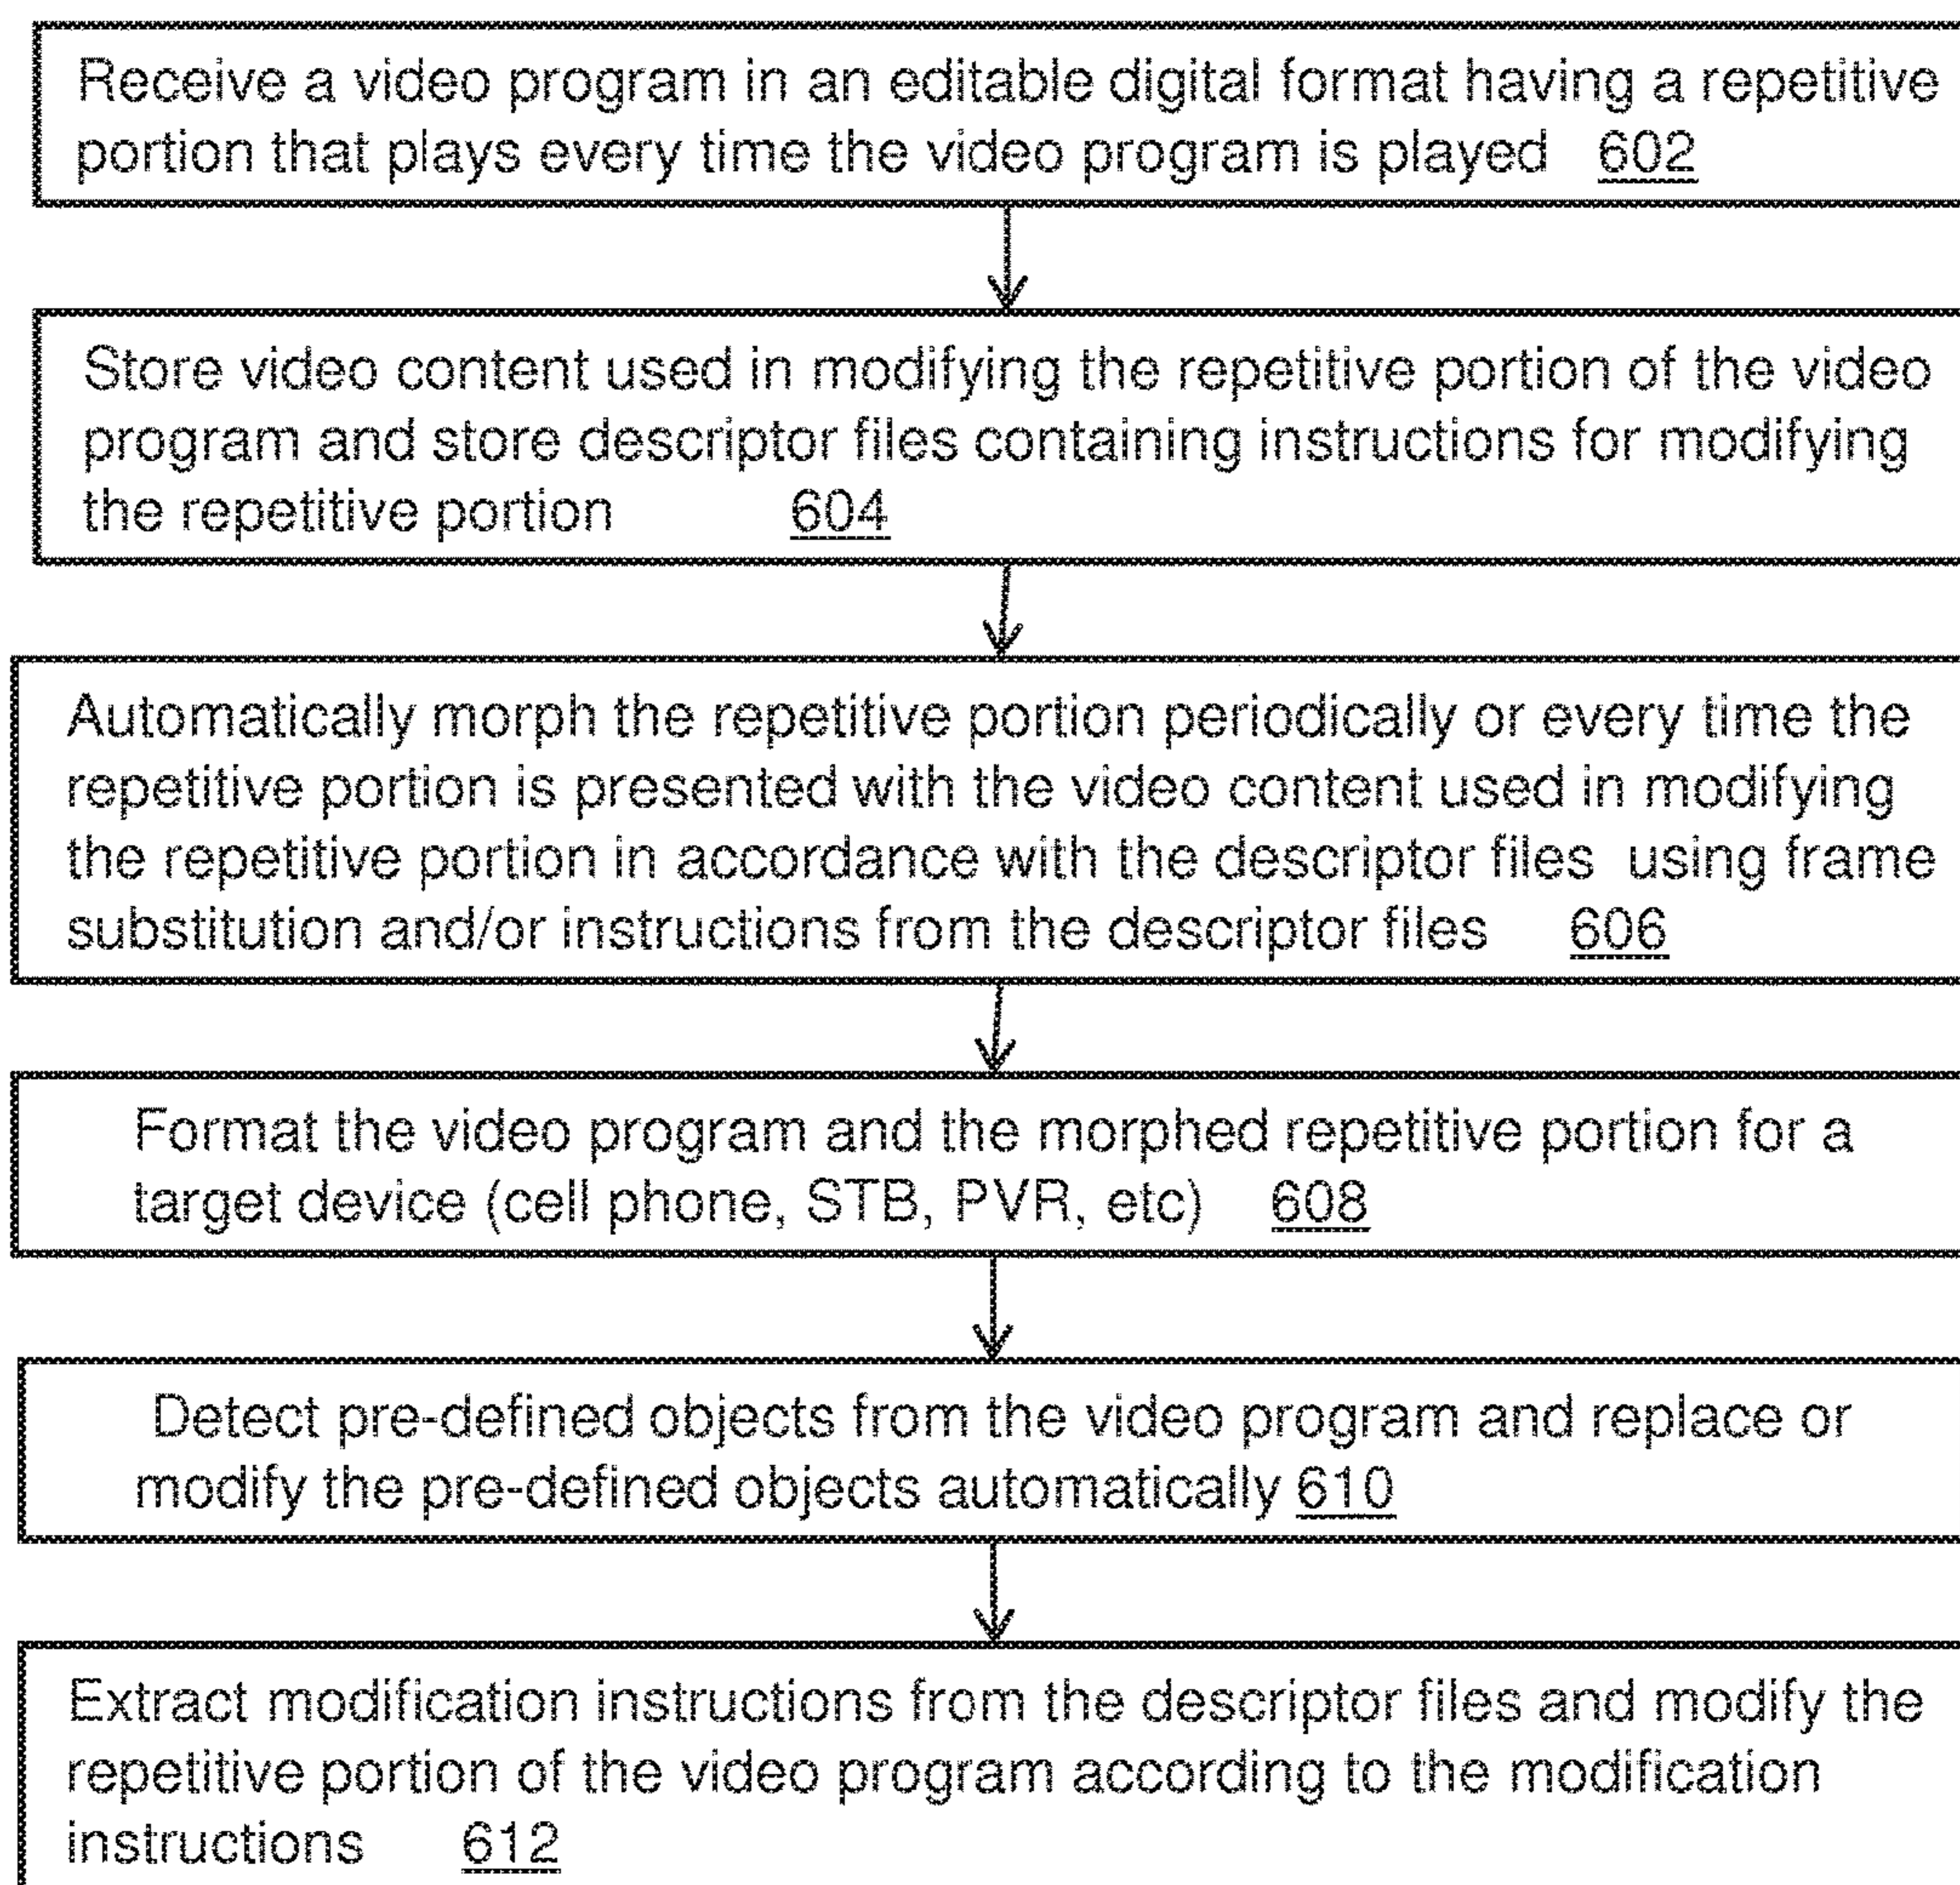 Receive a video program in an editable digital format having a repetitive
portion that plays every time the video program is played 602
Store video content used in modifying the repetitive portion of the video
program and store descriptor files containing instructions for modifying
the repetitive portion 604
Automatically morph the repetitive portion periodically or every time the
repetitive portion is presented with the video content used in modifying
the repetitive portion in accordance with the descriptor files using frame
substitution and/or instructions from the descriptor files 606
Format the video program and the morphed repetitive portion for a
target device (cell phone, STB, PVR, etc) 608
Detect pre-defined objects from the video program and replace or
modify the pre-defined objects automatically 610
Extract modification instructions from the descriptor files and modify the
repetitive portion of the video program according to the modification
instructions 612